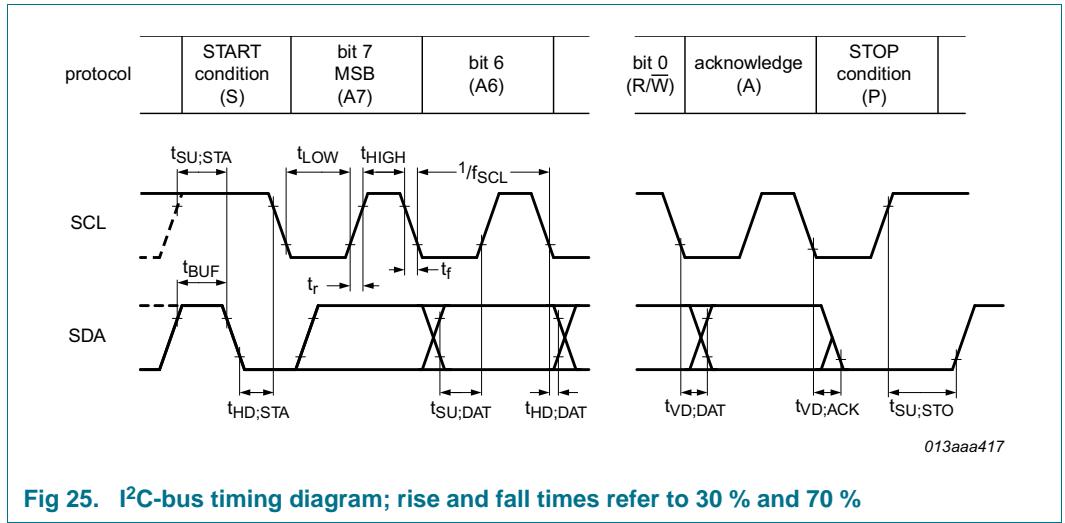 protocol
START
condition
(S)
bit 7
MSB
(A7)
bit 6
(A6)
bit 0
(R/W̅)
acknowledge
(A)
STOP
condition
(P)
tSU;STA
tLOW
tHIGH
1/fSCL
SCL
tBUF
tr
tf
SDA
tHD;STA
tSU;DAT
tHD;DAT
tVD;DAT
tVD;ACK
tSU;STO
013aaa417
Fig 25. I²C-bus timing diagram; rise and fall times refer to 30 % and 70 %